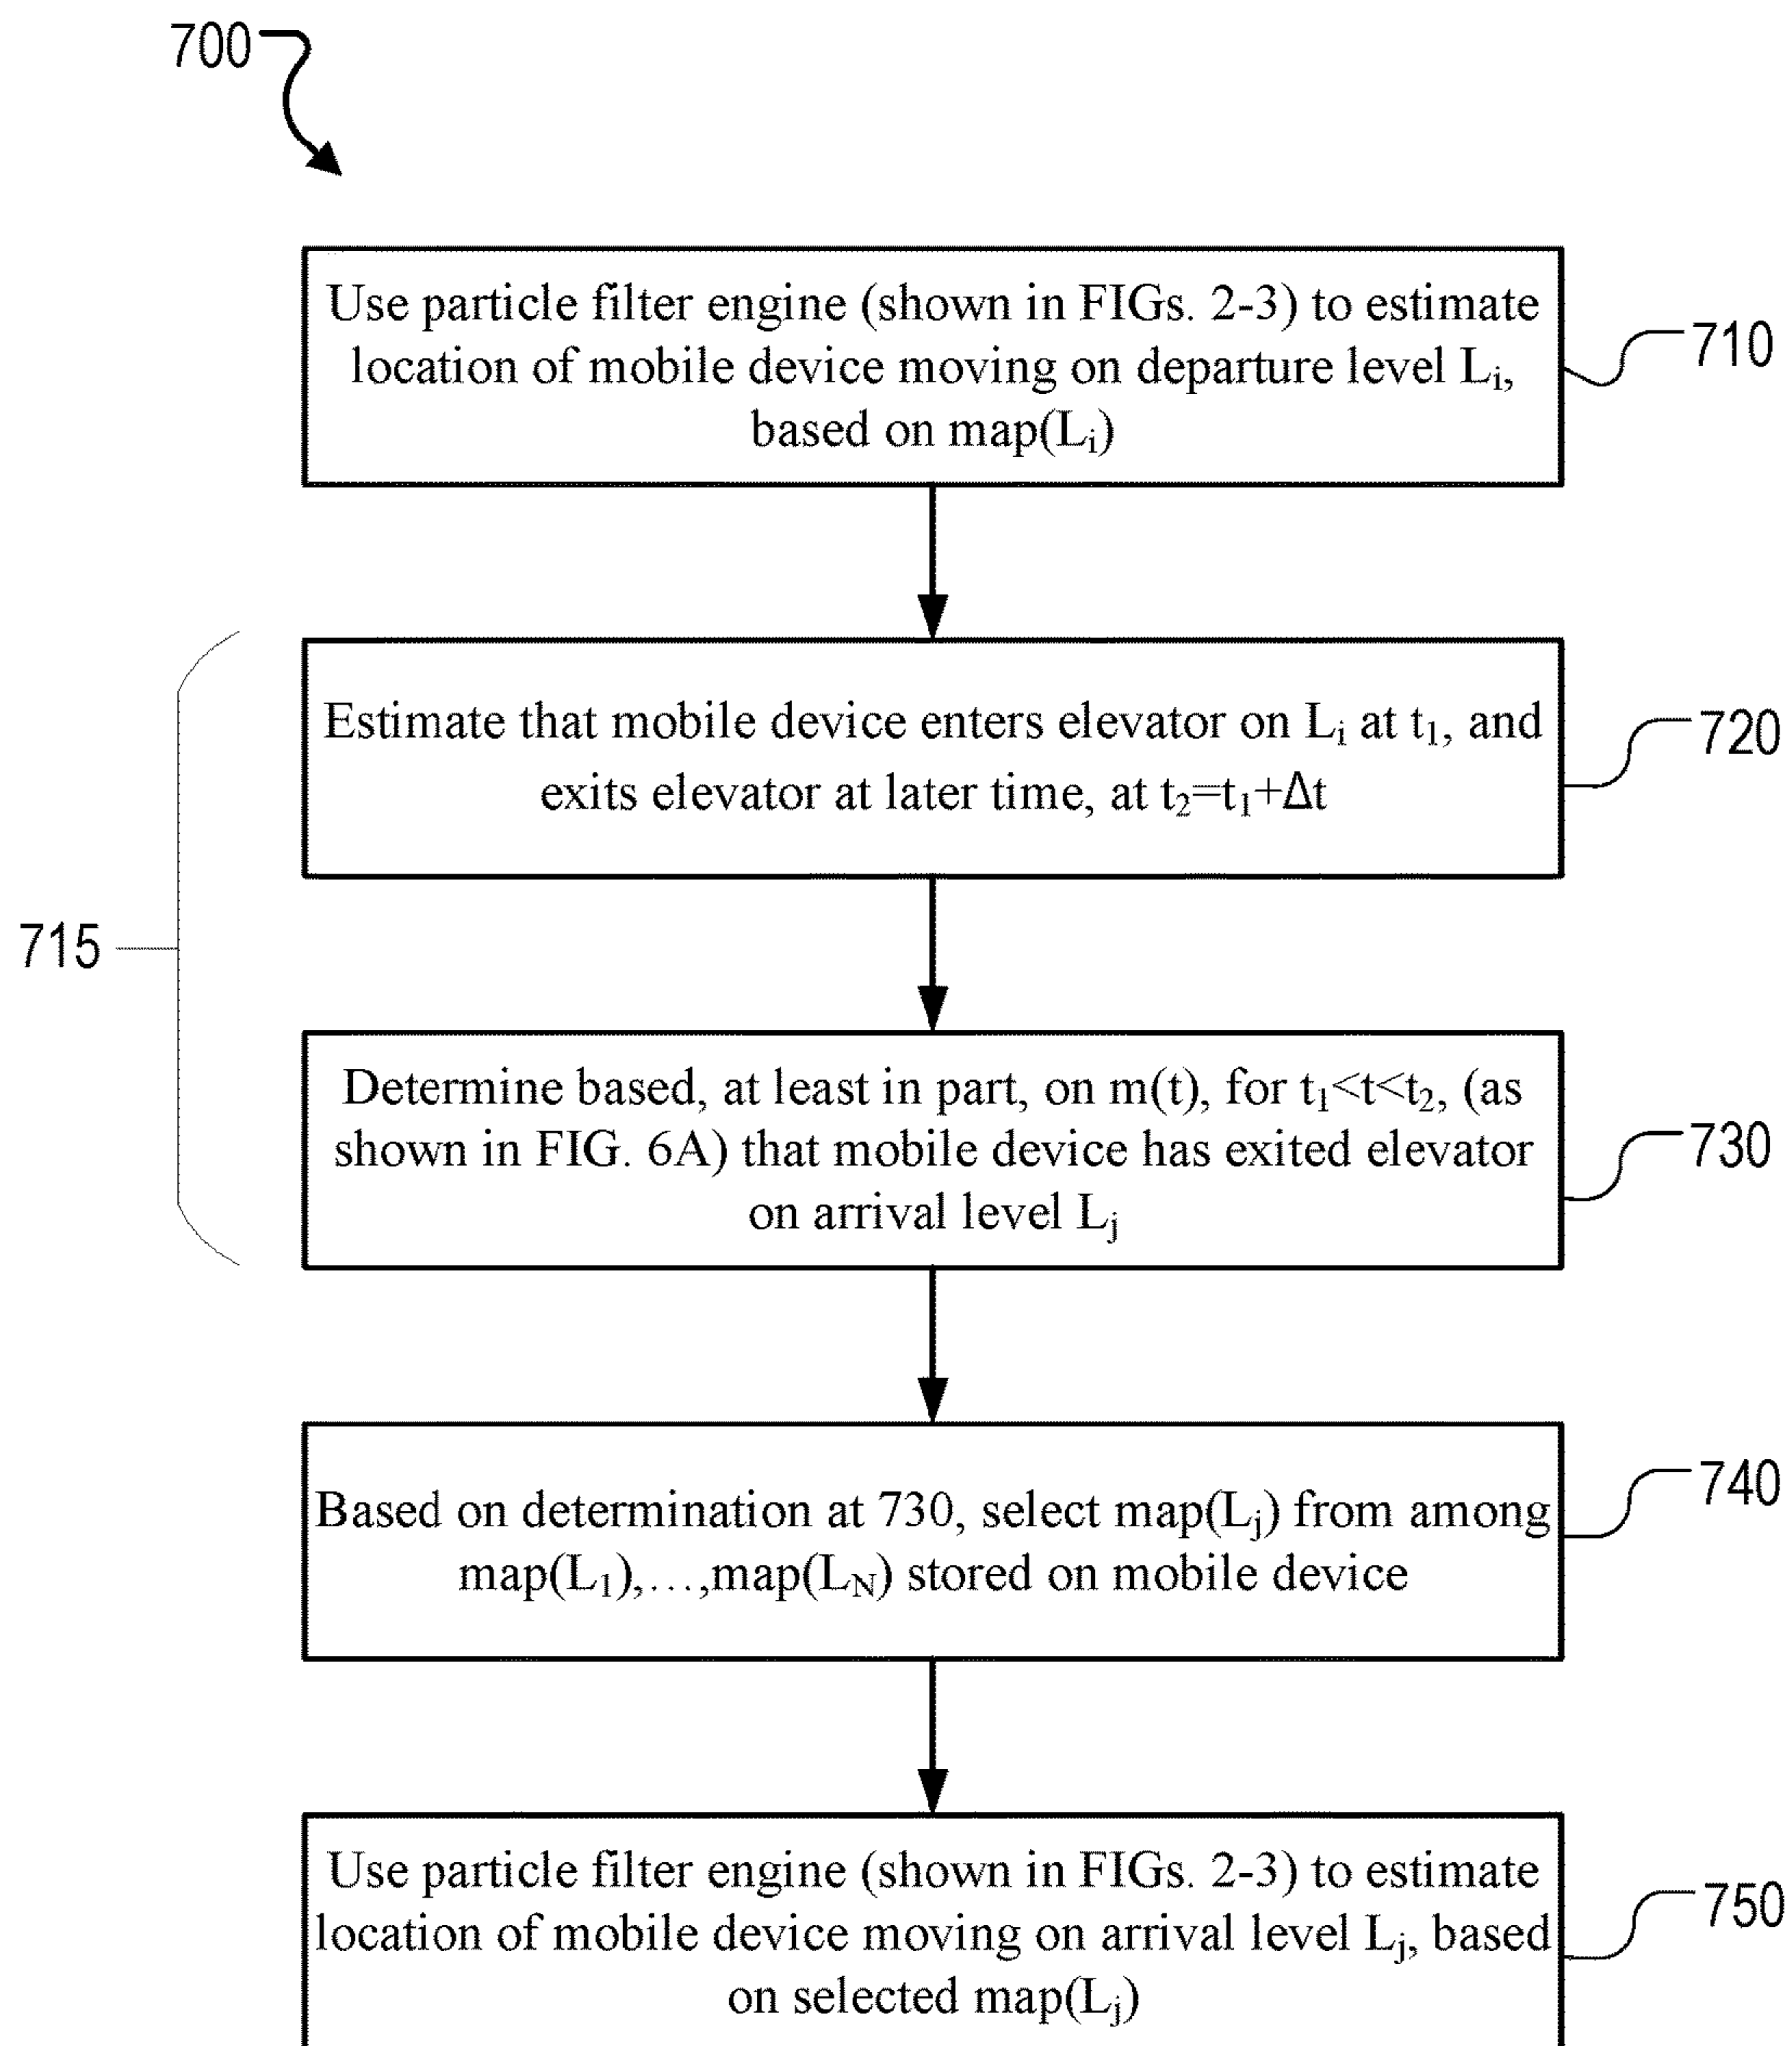 700
Use particle filter engine (shown in FIGs. 2-3) to estimate
location of mobile device moving on departure level Lᵢ,
based on map(Lᵢ)
710
Estimate that mobile device enters elevator on Lᵢ at t₁, and
exits elevator at later time, at t₂=t₁+Δt
720
715
Determine based, at least in part, on m(t), for t₁<t<t₂, (as
shown in FIG. 6A) that mobile device has exited elevator
on arrival level Lⱼ
730
Based on determination at 730, select map(Lⱼ) from among
map(L₁),...,map(L_N) stored on mobile device
740
Use particle filter engine (shown in FIGs. 2-3) to estimate
location of mobile device moving on arrival level Lⱼ, based
on selected map(Lⱼ)
750